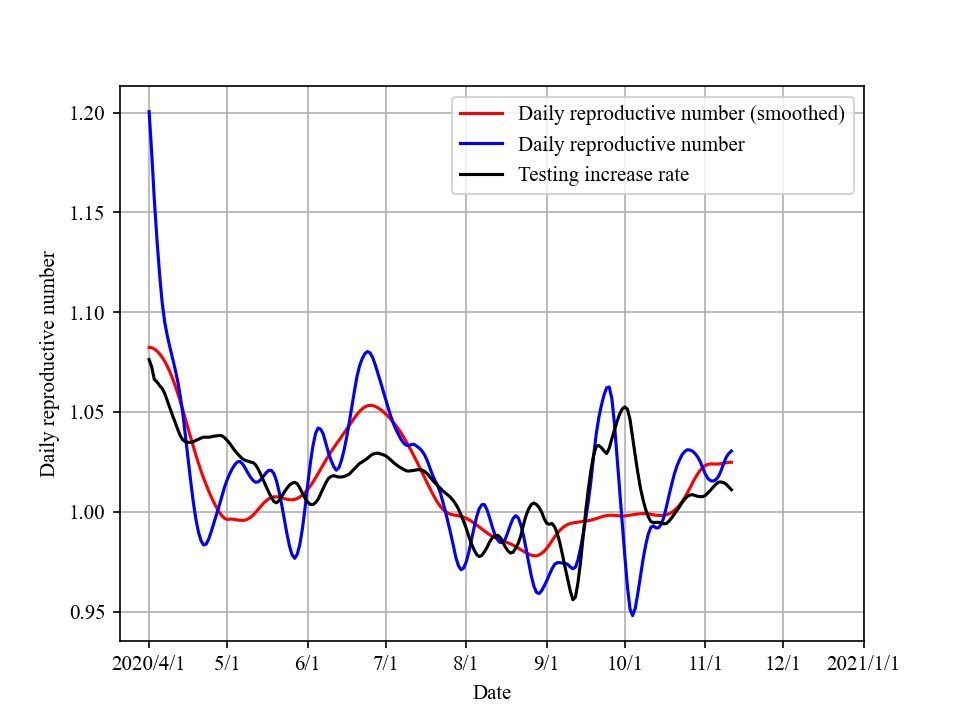 Daily reproductive number (smoothed)
Daily reproductive number
Testing increase rate
Daily reproductive number
1.20
1.15
1.10
1.05
1.00
0.95
2020/4/1 5/1 6/1 7/1 8/1 9/1 10/1 11/1 12/1 2021/1/1
Date